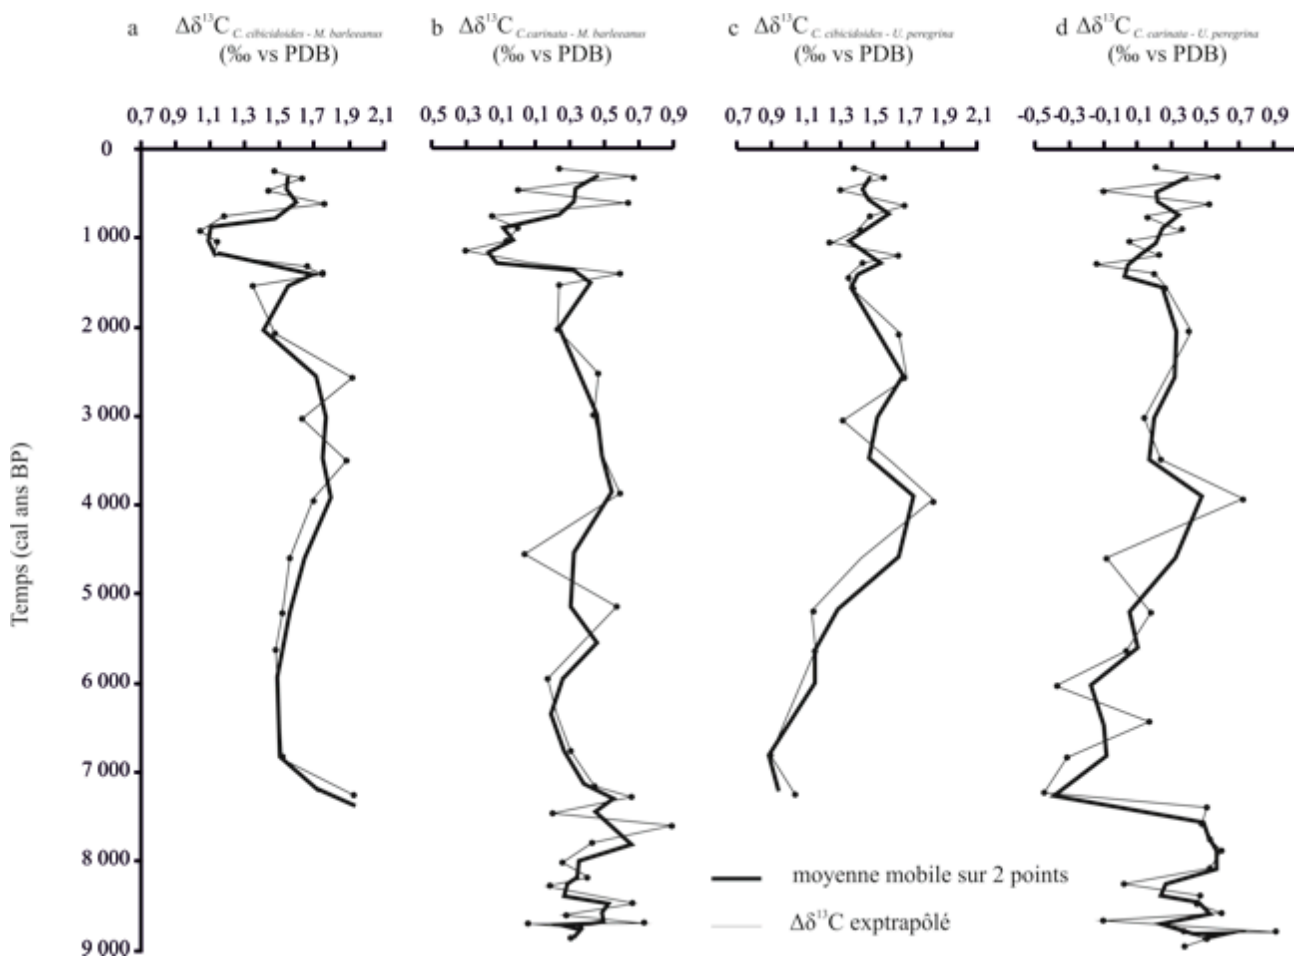 a Δδ¹³C C. cibicidoides - M. barleeanus
(‰ vs PDB)
b Δδ¹³C C.carinata - M. barleeanus
(‰ vs PDB)
c Δδ¹³C C. cibicidoides - U. peregrina
(‰ vs PDB)
d Δδ¹³C C. carinata - U. peregrina
(‰ vs PDB)
0,7 0,9 1,1 1,3 1,5 1,7 1,9 2,1
0,5 0,5 0,3 0,1 0,1 0,3 0,5 0,7 0,9
0,7 0,9 1,1 1,3 1,5 1,7 1,9 2,1
-0,5 -0,3 -0,1 0,1 0,3 0,5 0,7 0,9
0
1 000
2 000
3 000
4 000
5 000
6 000
7 000
8 000
9 000
Temps (cal ans BP)
moyenne mobile sur 2 points
Δδ¹³C exptrapôlé